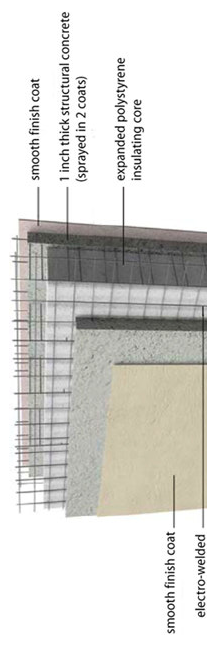 smooth finish coat
1 inch thick structural concrete
(sprayed in 2 coats)
expanded polystyrene
insulating core
smooth finish coat
electro-welded